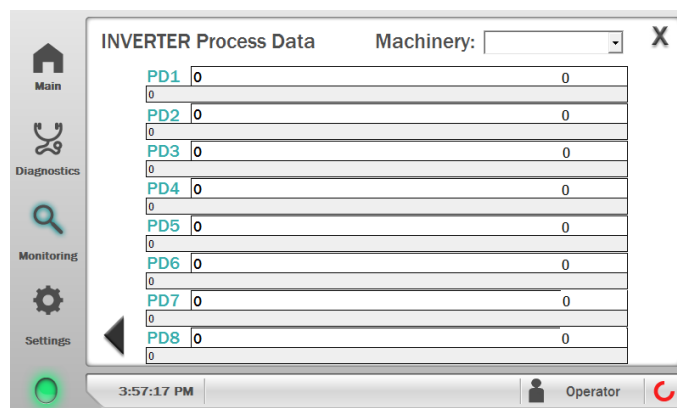 INVERTER Process Data Machinery:
X
Main
Diagnostics
Monitoring
Settings
PD1 0 0
0
PD2 0 0
0
PD3 0 0
0
PD4 0 0
0
PD5 0 0
0
PD6 0 0
0
PD7 0 0
0
PD8 0 0
0
3:57:17 PM Operator